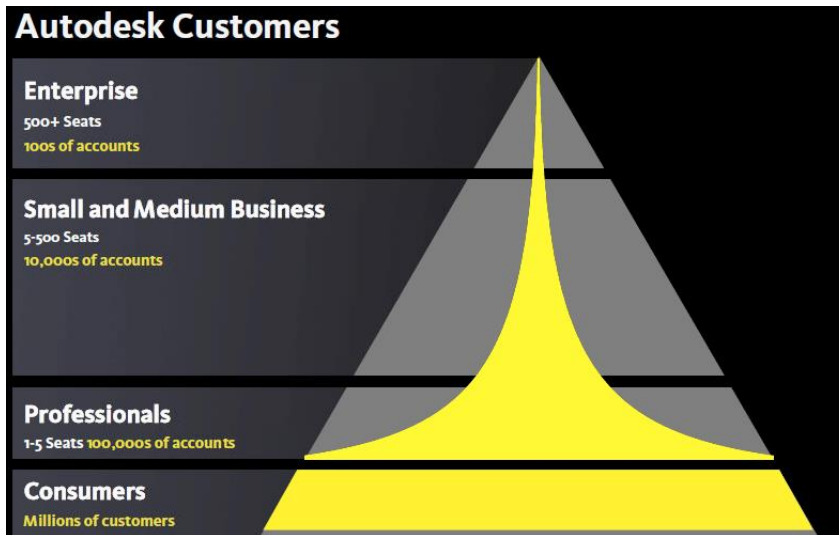 Autodesk Customers
Enterprise
500+ Seats
100s of accounts
Small and Medium Business
5-500 Seats
10,000s of accounts
Professionals
1-5 Seats 100,000s of accounts
Consumers
Millions of customers